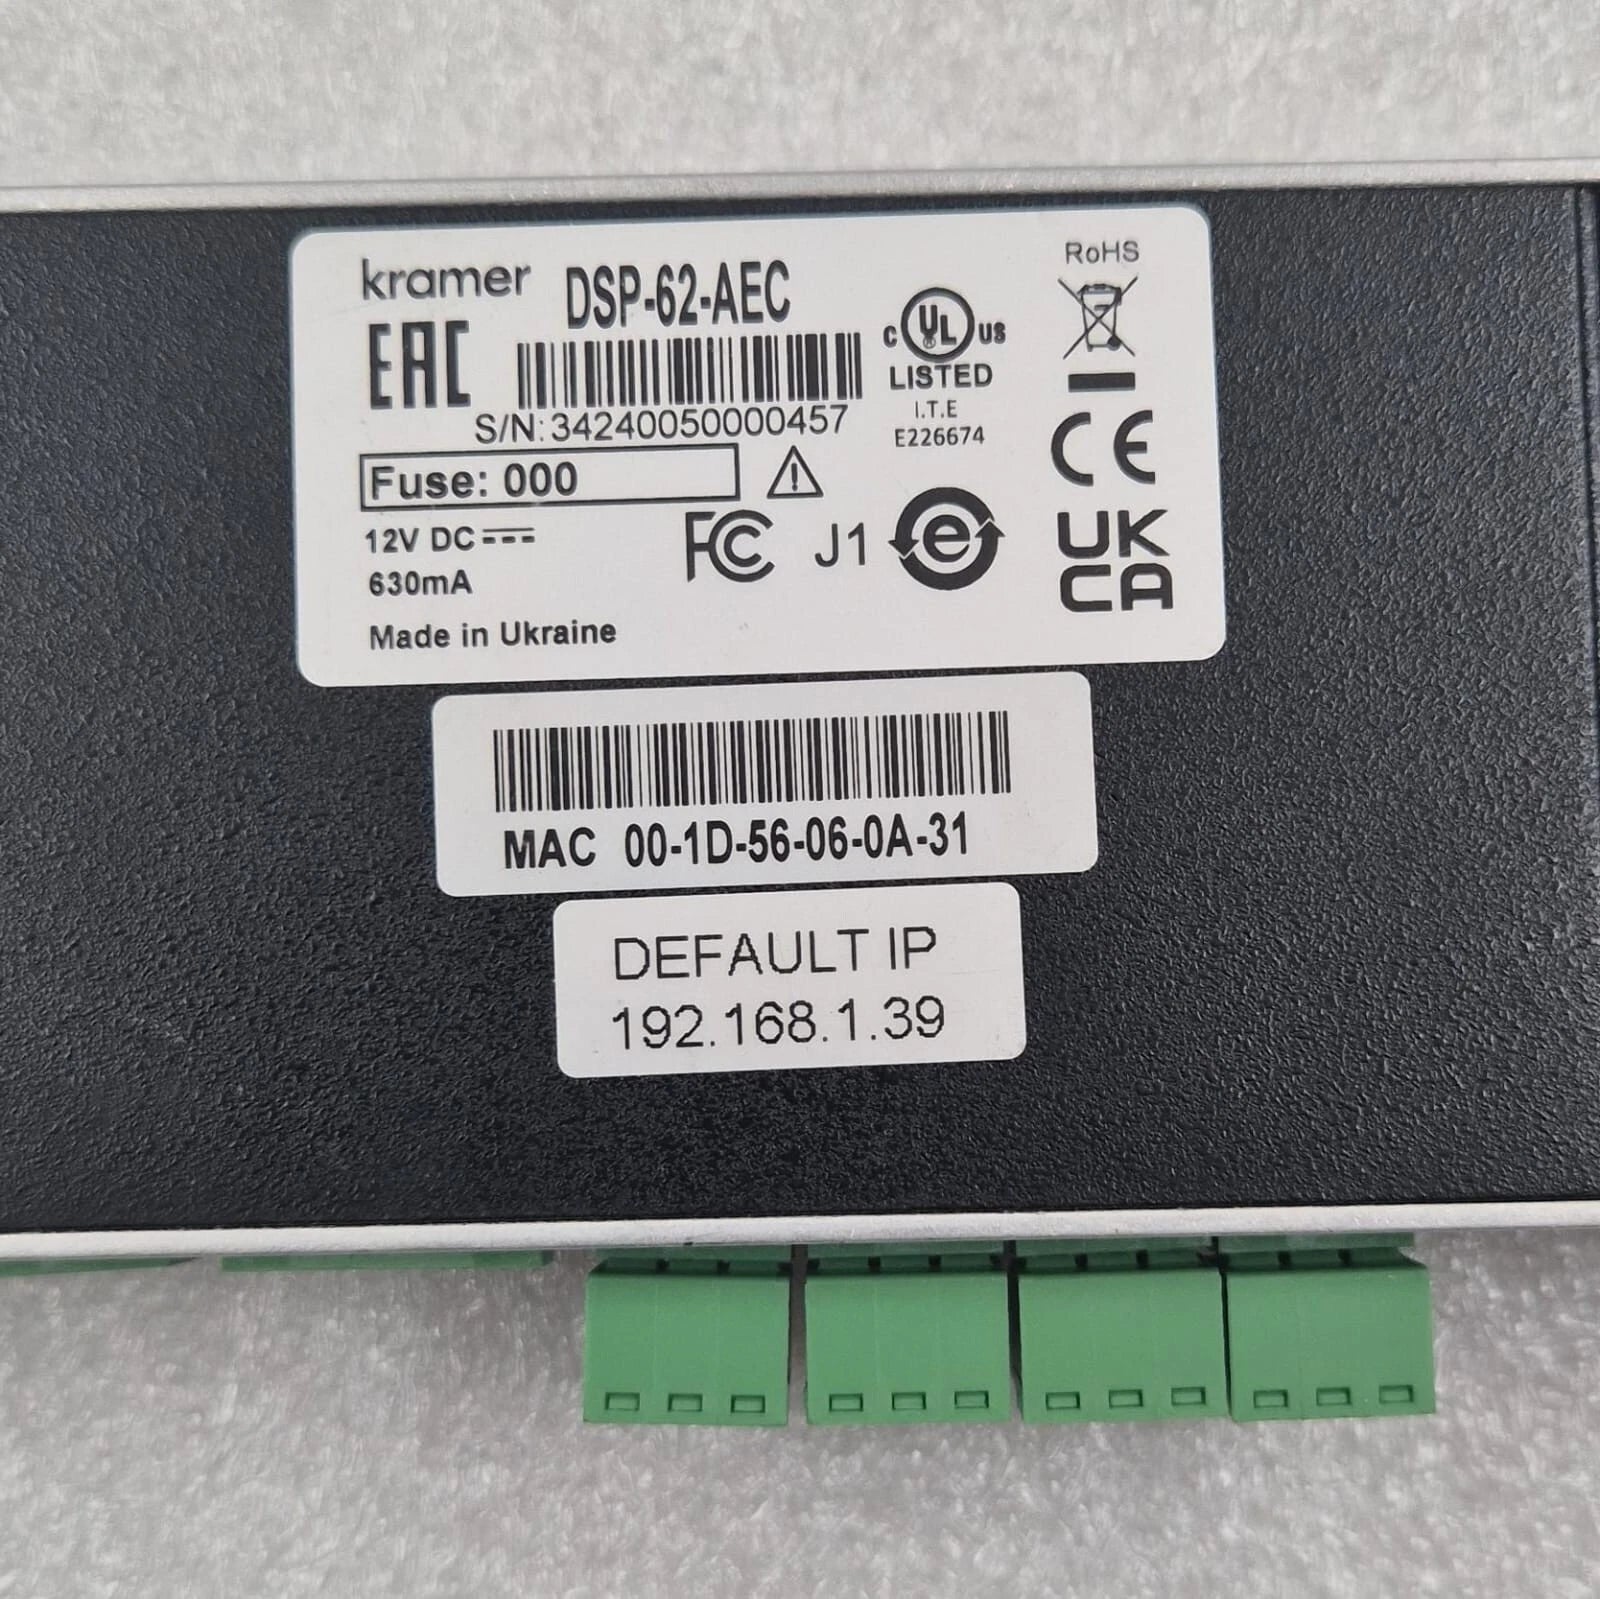 kramer DSP-62-AEC
RoHS
EAC
C UL US
LISTED
I.T.E
E226674
S/N:34240050000457
CE
Fuse: 000
12V DC
630mA
FC J1 e
UK
CA
Made in Ukraine
MAC 00-1D-56-06-0A-31
DEFAULT IP
192.168.1.39